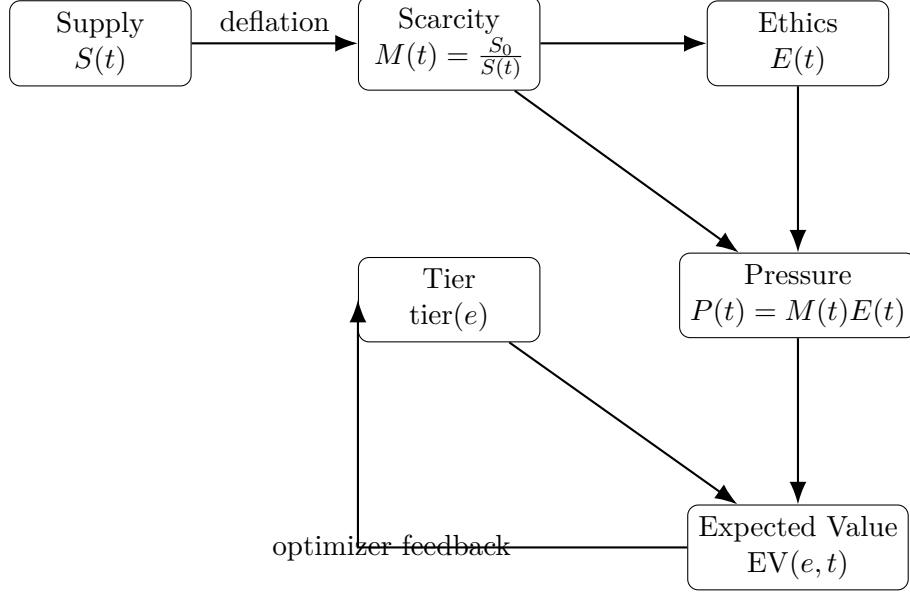 Supply
S(t)
deflation
Scarcity
M(t) = S₀/S(t)
Ethics
E(t)
Tier
tier(e)
Pressure
P(t) = M(t)E(t)
optimizer feedback
Expected Value
EV(e, t)